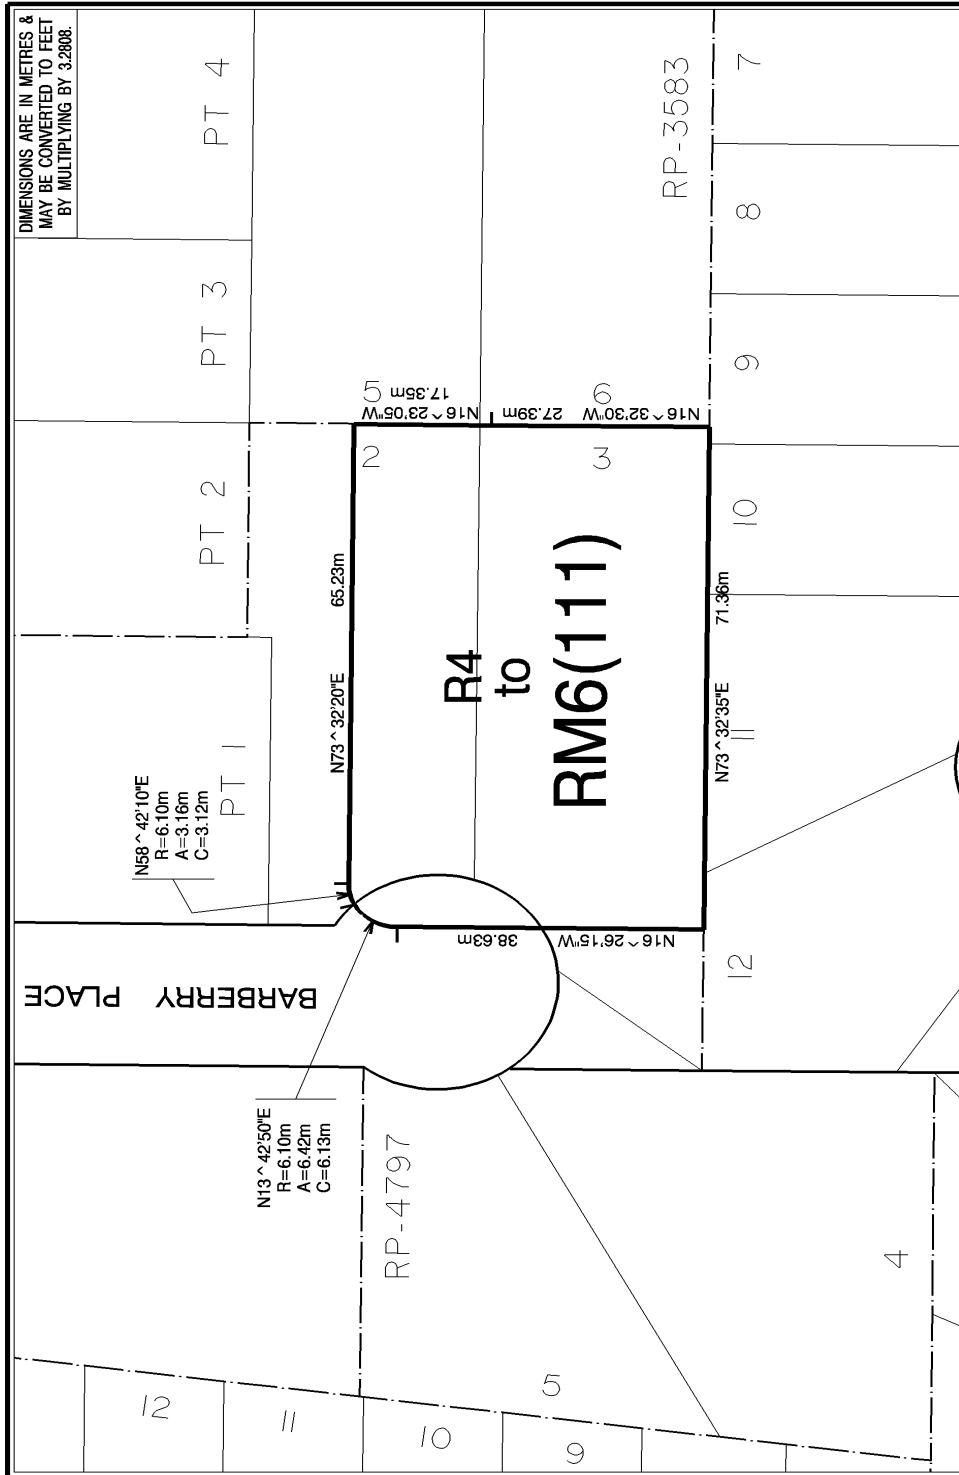 DIMENSIONS ARE IN METRES &
MAY BE CONVERTED TO FEET
BY MULTIPLYING BY 3.2808.
PT 4
PT 3
PT 2
PT 1
RP-3583
7
8
9
10
11
12
5
6
2
3
N16^23'05"W
17.35m
N16^32'30"W
27.39m
N73^32'20"E
65.23m
R4
to
RM6(111)
N73^32'35"E
71.36m
N16^26'15"W
38.63m
N58^42'10"E
R=6.10m
A=3.16m
C=3.12m
BARBERRY PLACE
N13^42'50"E
R=6.10m
A=6.42m
C=6.13m
RP-4797
4
5
12
11
10
9